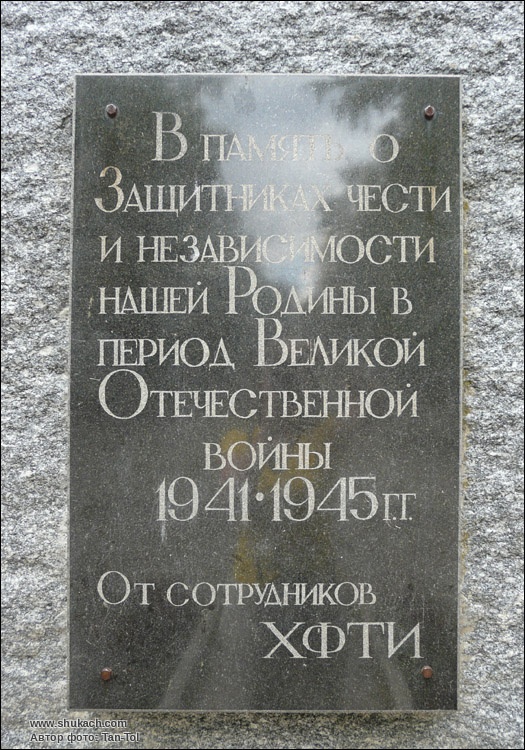 В память о
Защитниках чести
и независимости
нашей Родины в
период Великой
Отечественной
войны
1941·1945 г.г.
От сотрудников
ХФТИ
www.shukach.com
Автор фото: Tan-Tol